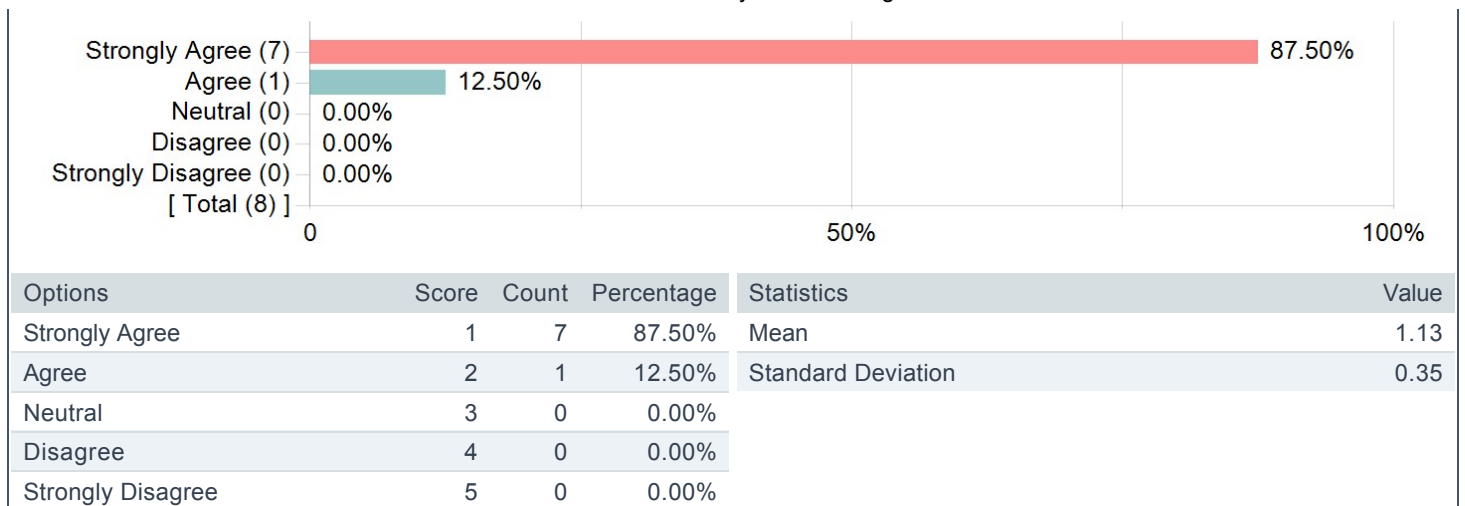 Strongly Agree (7) 87.50%
Agree (1) 12.50%
Neutral (0) 0.00%
Disagree (0) 0.00%
Strongly Disagree (0) 0.00%
[ Total (8) ]
0 50% 100%
Options Score Count Percentage
Strongly Agree 1 7 87.50%
Agree 2 1 12.50%
Neutral 3 0 0.00%
Disagree 4 0 0.00%
Strongly Disagree 5 0 0.00%
Statistics Value
Mean 1.13
Standard Deviation 0.35